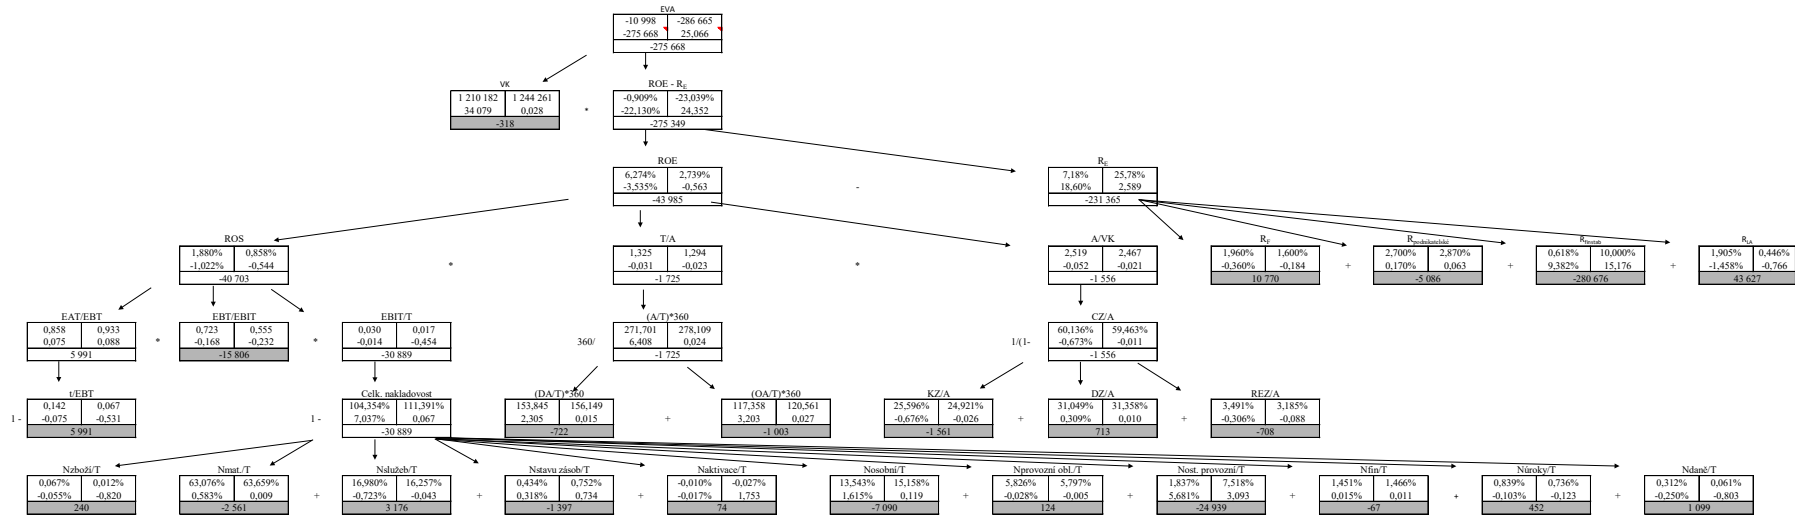 EVA
-10 998 -286 665
-275 668 25,066
-275 668
VK ROE - RE
1 210 182 1 244 261 -0,909% -23,039%
34 079 0,028 * -22,130% 24,352
-318 -275 349
ROE RE
6,274% 2,739% 7,18% 25,78%
-3,535% -0,563 - 18,60% 2,589
-43 985 -231 365
ROS T/A A/VK RF Rpodnikatelské Rfinstab RLA
1,880% 0,858% 1,325 1,294 2,519 2,467 1,960% 1,600% 2,700% 2,870% 0,618% 10,000% 1,905% 0,446%
-1,022% -0,544 * -0,031 -0,023 * -0,052 -0,021 -0,360% -0,184 + 0,170% 0,063 + 9,382% 15,176 + -1,458% -0,766
-40 703 -1 725 -1 556 10 770 -5 086 -280 676 43 627
EAT/EBT EBT/EBIT EBIT/T (A/T)*360 CZ/A
0,858 0,933 0,723 0,555 0,030 0,017 271,701 278,109 60,136% 59,463%
0,075 0,088 * -0,168 -0,232 * -0,014 -0,454 360/ 6,408 0,024 1/(1- -0,673% -0,011
5 991 -15 806 -30 889 -1 725 -1 556
t/EBT Celk. nakladovost (DA/T)*360 (OA/T)*360 KZ/A DZ/A REZ/A
0,142 0,067 104,354% 111,391% 153,845 156,149 117,358 120,561 25,596% 24,921% 31,049% 31,358% 3,491% 3,185%
1 - -0,075 -0,531 1 - 7,037% 0,067 2,305 0,015 + 3,203 0,027 -0,676% -0,026 + 0,309% 0,010 + -0,306% -0,088
5 991 -30 889 -722 -1 003 -1 561 713 -708
Nzboží/T Nmat./T Nslužeb/T Nstavu zásob/T Naktivace/T Nosobní/T Nprovozní obl./T Nost. provozní/T Nfin/T Núroky/T Ndaně/T
0,067% 0,012% 63,076% 63,659% 16,980% 16,257% 0,434% 0,752% -0,010% -0,027% 13,543% 15,158% 5,826% 5,797% 1,837% 7,518% 1,451% 1,466% 0,839% 0,736% 0,312% 0,061%
-0,055% -0,820 0,583% 0,009 + -0,723% -0,043 + 0,318% 0,734 + -0,017% 1,753 1,615% 0,119 + -0,028% -0,005 + 5,681% 3,093 + 0,015% 0,011 + -0,103% -0,123 + -0,250% -0,803
240 -2 561 3 176 -1 397 74 -7 090 124 -24 939 -67 452 1 099